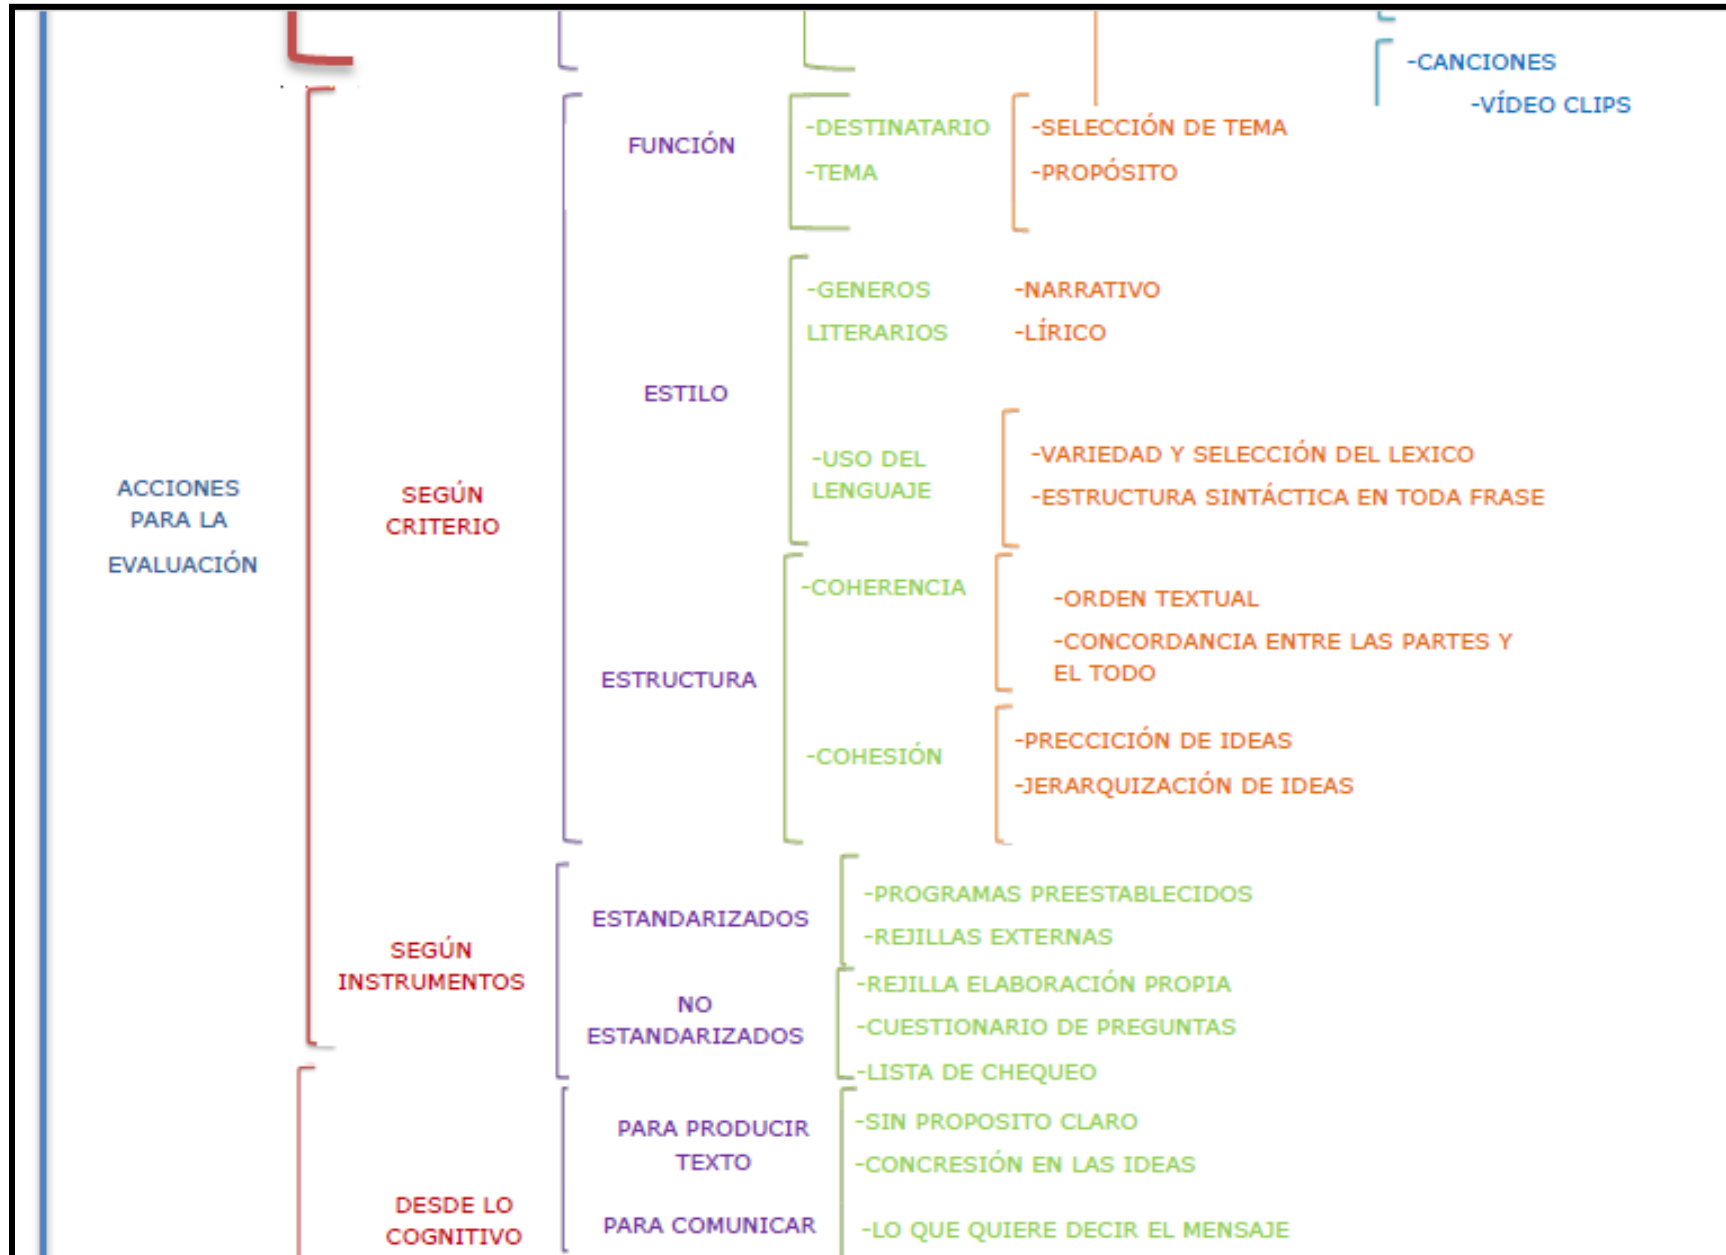 -CANCIONES
-VÍDEO CLIPS
FUNCIÓN
-DESTINATARIO
-TEMA
-SELECCIÓN DE TEMA
-PROPÓSITO
-GENEROS
LITERARIOS
-NARRATIVO
-LÍRICO
ESTILO
-USO DEL
LENGUAJE
-VARIEDAD Y SELECCIÓN DEL LEXICO
-ESTRUCTURA SINTÁCTICA EN TODA FRASE
ACCIONES
PARA LA
EVALUACIÓN
SEGÚN
CRITERIO
-COHERENCIA
-ORDEN TEXTUAL
-CONCORDANCIA ENTRE LAS PARTES Y
EL TODO
ESTRUCTURA
-COHESIÓN
-PRECCICIÓN DE IDEAS
-JERARQUIZACIÓN DE IDEAS
SEGÚN
INSTRUMENTOS
ESTANDARIZADOS
-PROGRAMAS PREESTABLECIDOS
-REJILLAS EXTERNAS
NO
ESTANDARIZADOS
-REJILLA ELABORACIÓN PROPIA
-CUESTIONARIO DE PREGUNTAS
-LISTA DE CHEQUEO
DESDE LO
COGNITIVO
PARA PRODUCIR
TEXTO
-SIN PROPOSITO CLARO
-CONCRESIÓN EN LAS IDEAS
PARA COMUNICAR
-LO QUE QUIERE DECIR EL MENSAJE